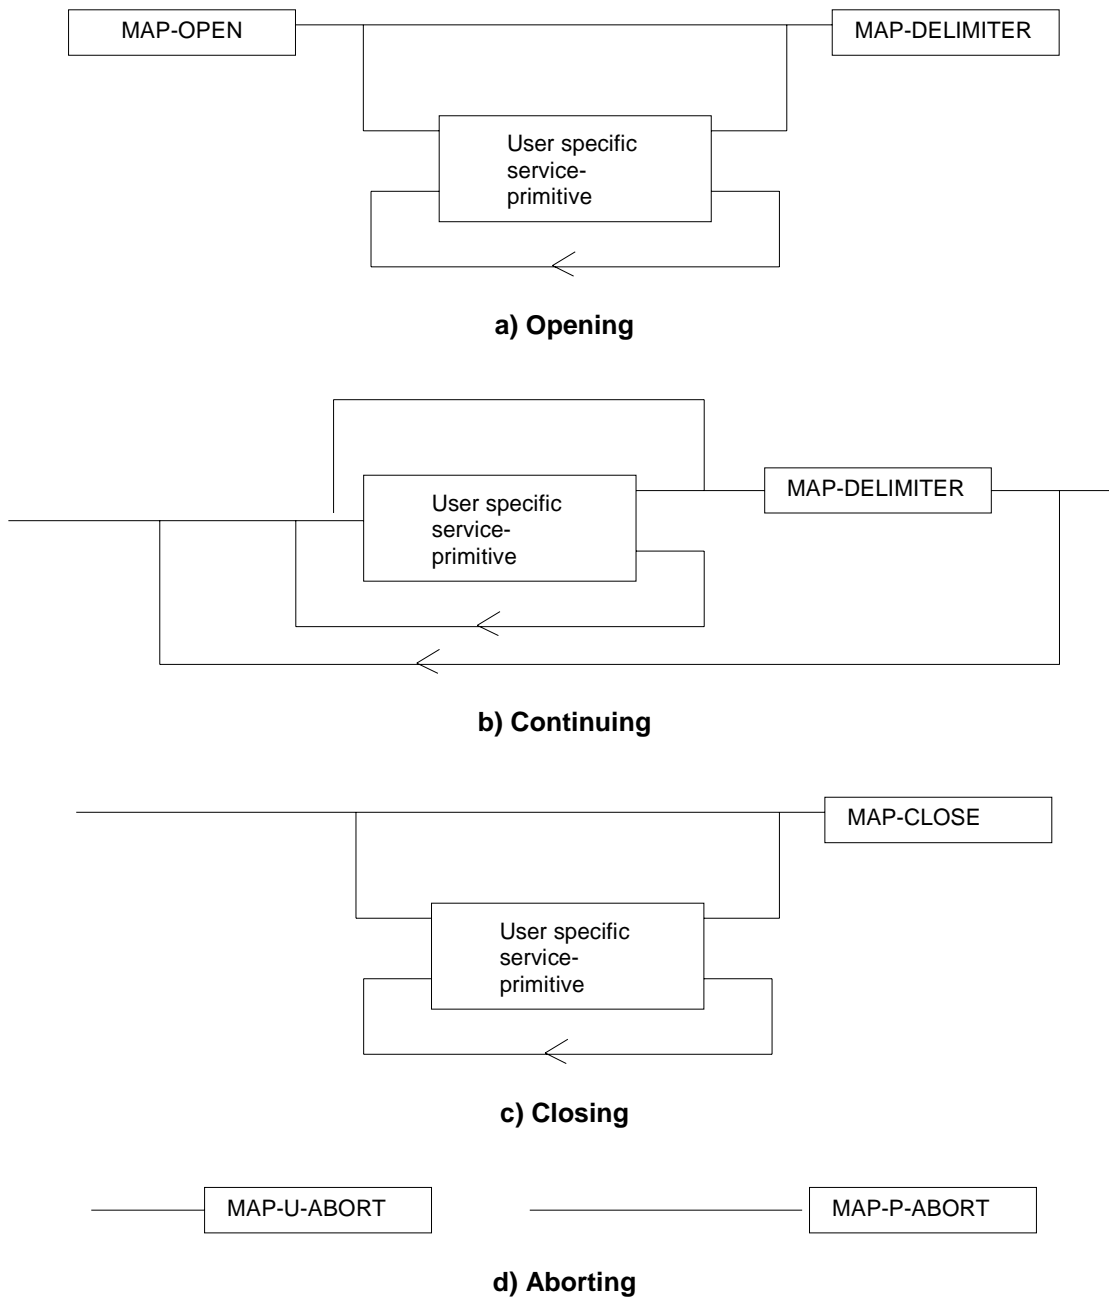 MAP-OPEN
MAP-DELIMITER
User specific
service-
primitive
a) Opening
User specific
service-
primitive
MAP-DELIMITER
b) Continuing
MAP-CLOSE
User specific
service-
primitive
c) Closing
MAP-U-ABORT
MAP-P-ABORT
d) Aborting